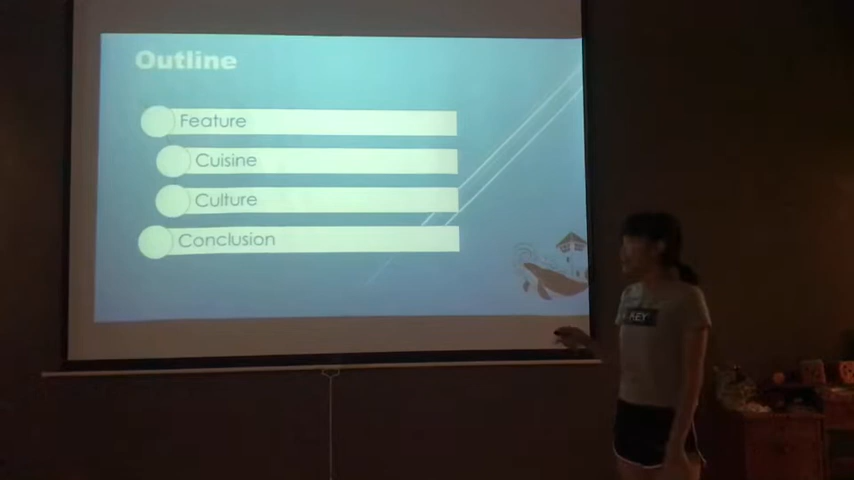 Outline
Feature
Cuisine
Culture
Conclusion
KEY